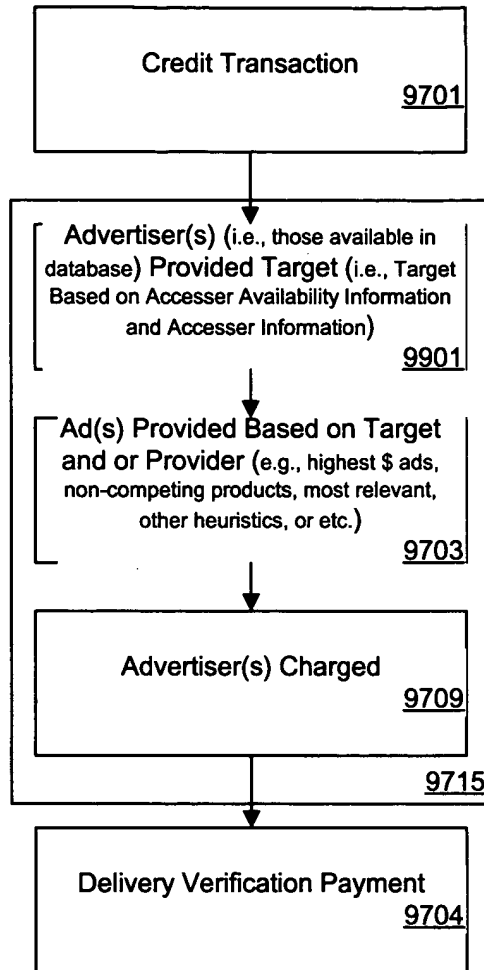 Credit Transaction
9701
Advertiser(s) (i.e., those available in
database) Provided Target (i.e., Target
Based on Accesser Availability Information
and Accesser Information)
9901
Ad(s) Provided Based on Target
and or Provider (e.g., highest $ ads,
non-competing products, most relevant,
other heuristics, or etc.)
9703
Advertiser(s) Charged
9709
9715
Delivery Verification Payment
9704